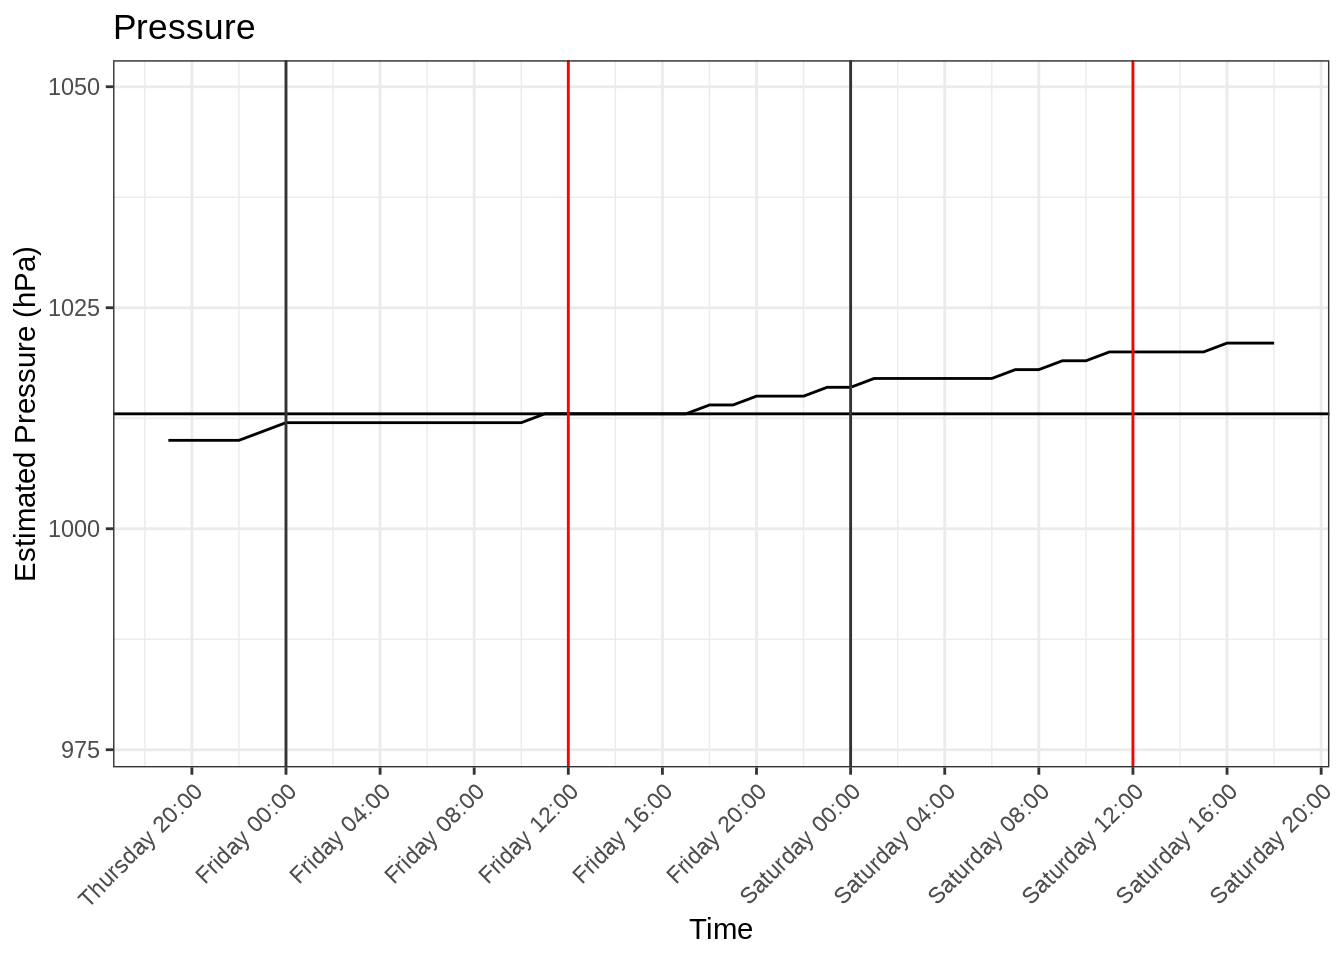 Pressure
Estimated Pressure (hPa)
1050
1025
1000
975
Thursday 20:00
Friday 00:00
Friday 04:00
Friday 08:00
Friday 12:00
Friday 16:00
Friday 20:00
Saturday 00:00
Saturday 04:00
Saturday 08:00
Saturday 12:00
Saturday 16:00
Saturday 20:00
Time